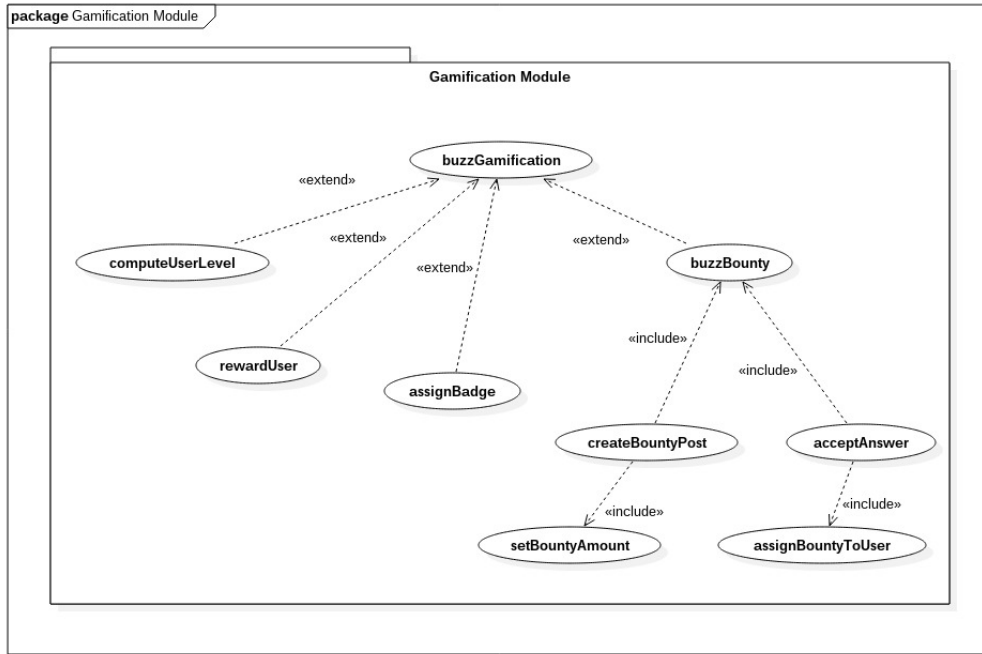 package Gamification Module
Gamification Module
buzzGamification
«extend»
«extend»
«extend»
«extend»
computeUserLevel
buzzBounty
«include»
rewardUser
«include»
assignBadge
createBountyPost
acceptAnswer
«include»
«include»
setBountyAmount
assignBountyToUser